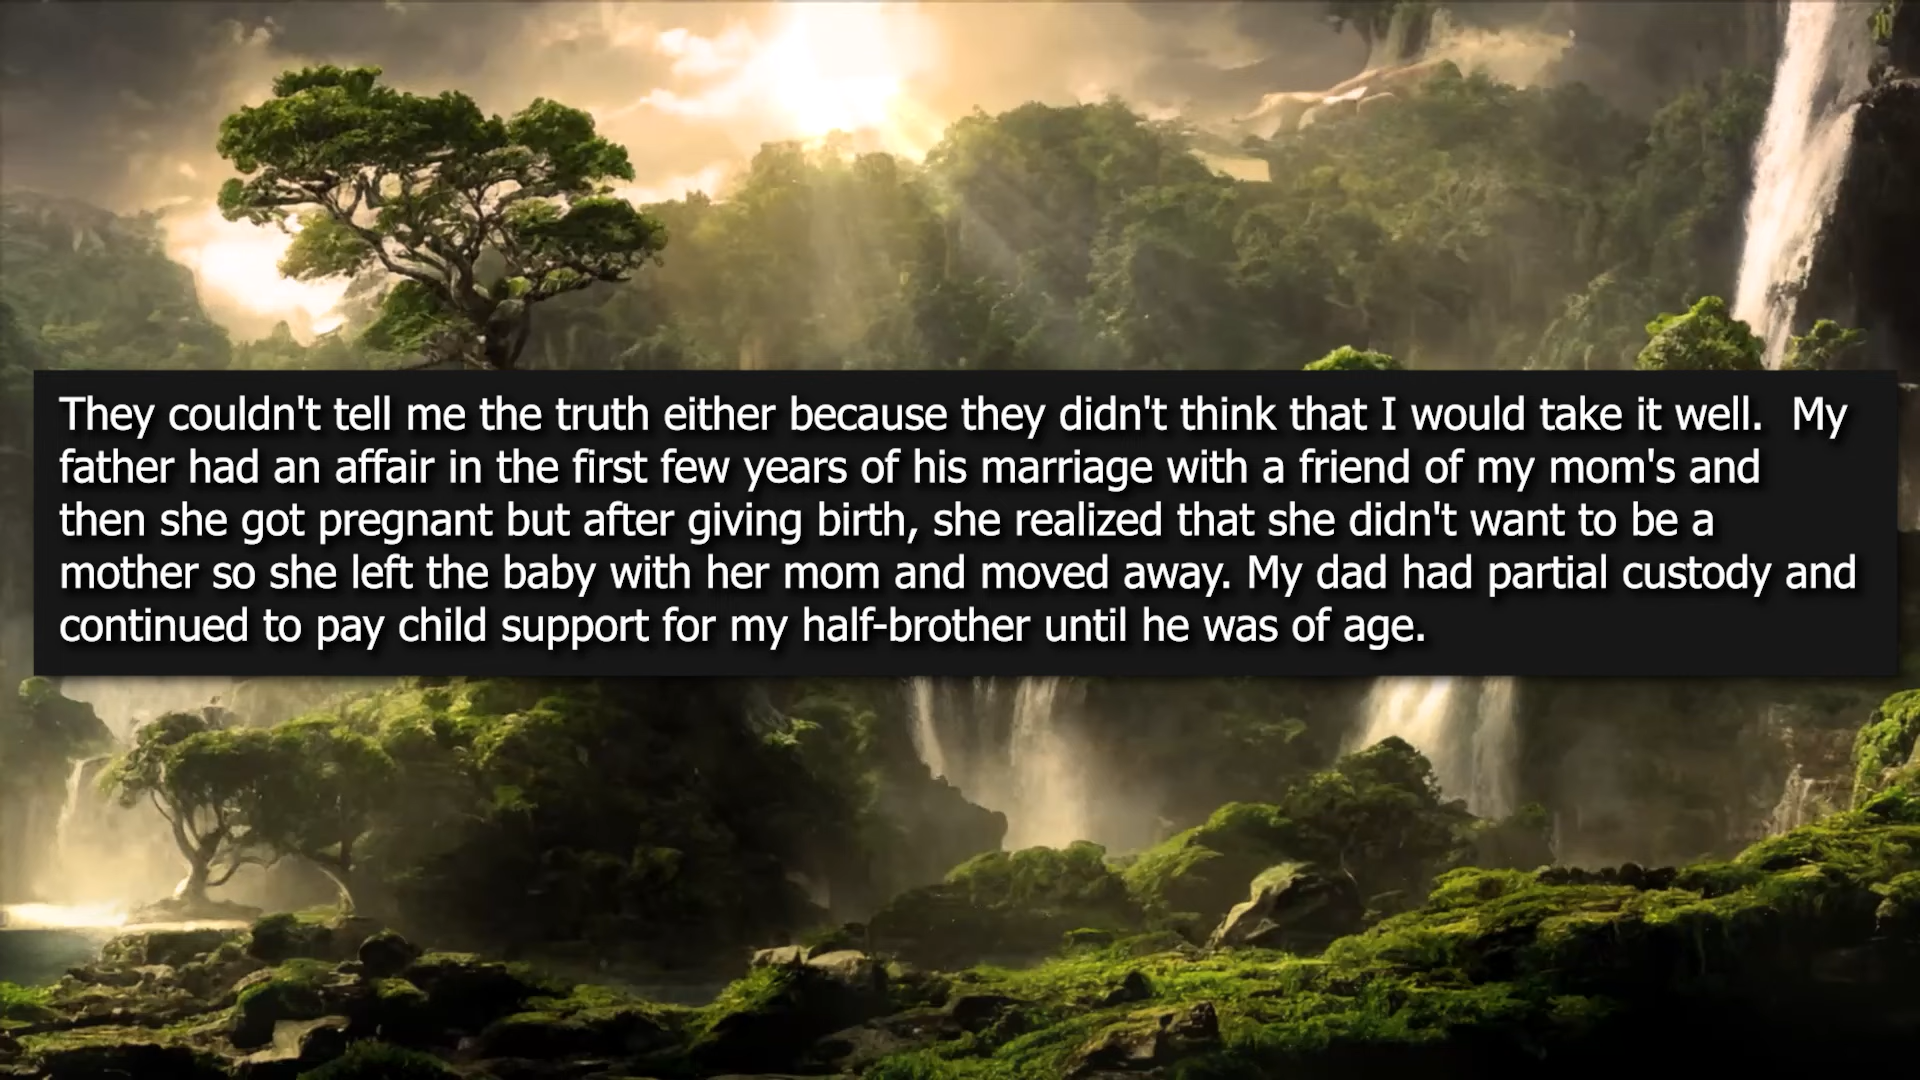 They couldn't tell me the truth either because they didn't think that I would take it well.  My
father had an affair in the first few years of his marriage with a friend of my mom's and
then she got pregnant but after giving birth, she realized that she didn't want to be a
mother so she left the baby with her mom and moved away. My dad had partial custody and
continued to pay child support for my half-brother until he was of age.